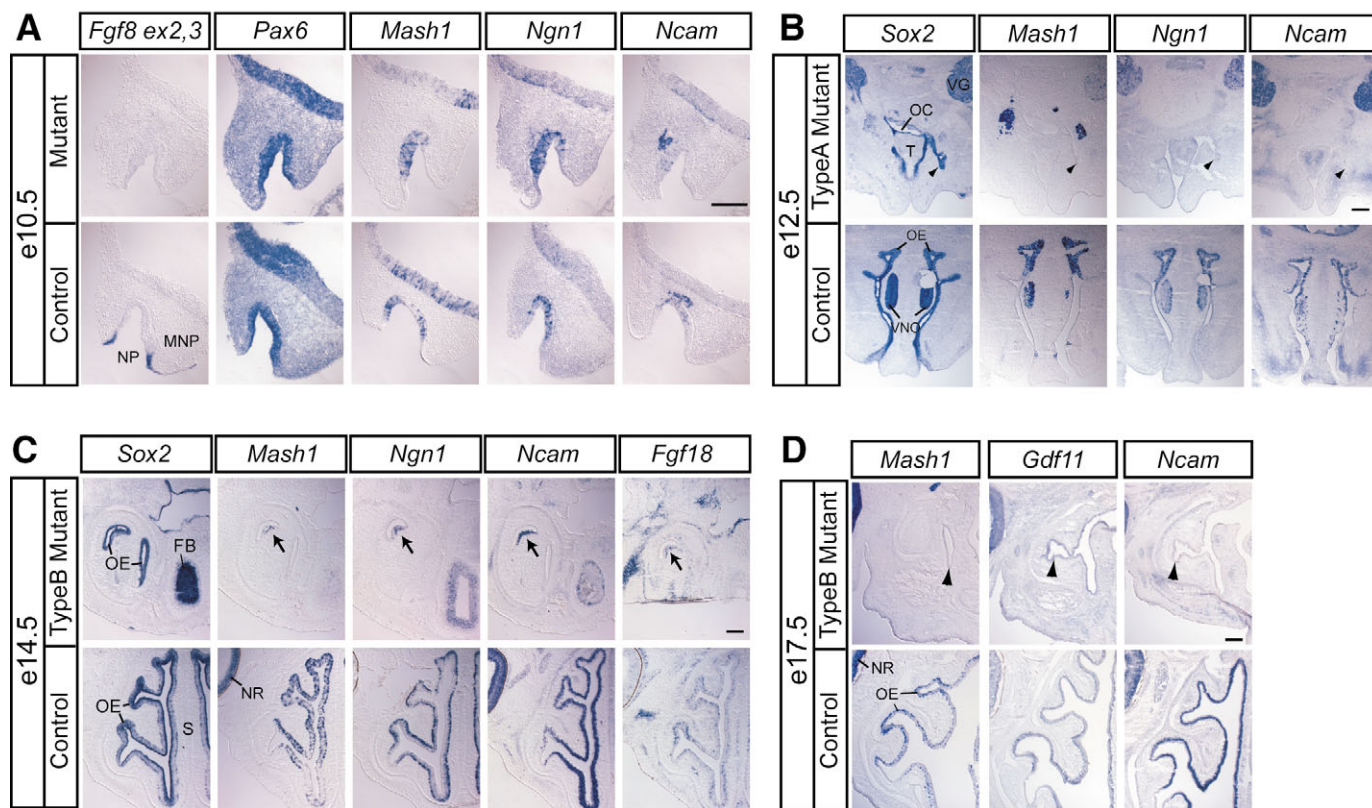 A
Fgf8 ex2,3
Pax6
Mash1
Ngn1
Ncam
e10.5
Mutant
Control
NP
MNP
B
Sox2
Mash1
Ngn1
Ncam
e12.5
TypeA Mutant
VG
OC
T
Control
OE
VNO
C
Sox2
Mash1
Ngn1
Ncam
Fgf18
e14.5
TypeB Mutant
OE
FB
Control
OE
S
NR
D
Mash1
Gdf11
Ncam
e17.5
TypeB Mutant
Control
NR
OE